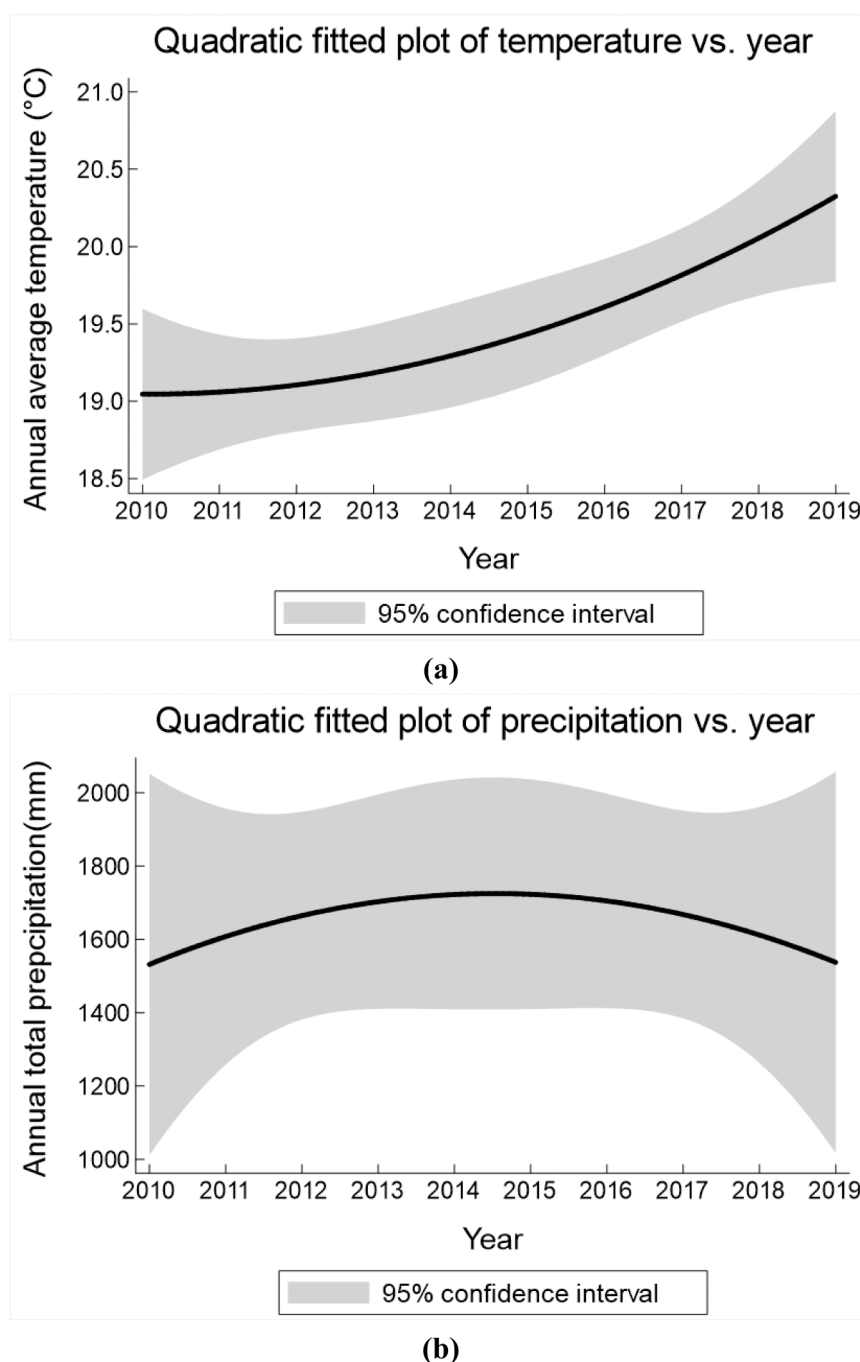 Quadratic fitted plot of temperature vs. year
Annual average temperature (°C)
21.0
20.5
20.0
19.5
19.0
18.5
2010 2011 2012 2013 2014 2015 2016 2017 2018 2019
Year
95% confidence interval
(a)
Quadratic fitted plot of precipitation vs. year
Annual total prepcipitation(mm)
2000
1800
1600
1400
1200
1000
2010 2011 2012 2013 2014 2015 2016 2017 2018 2019
Year
95% confidence interval
(b)